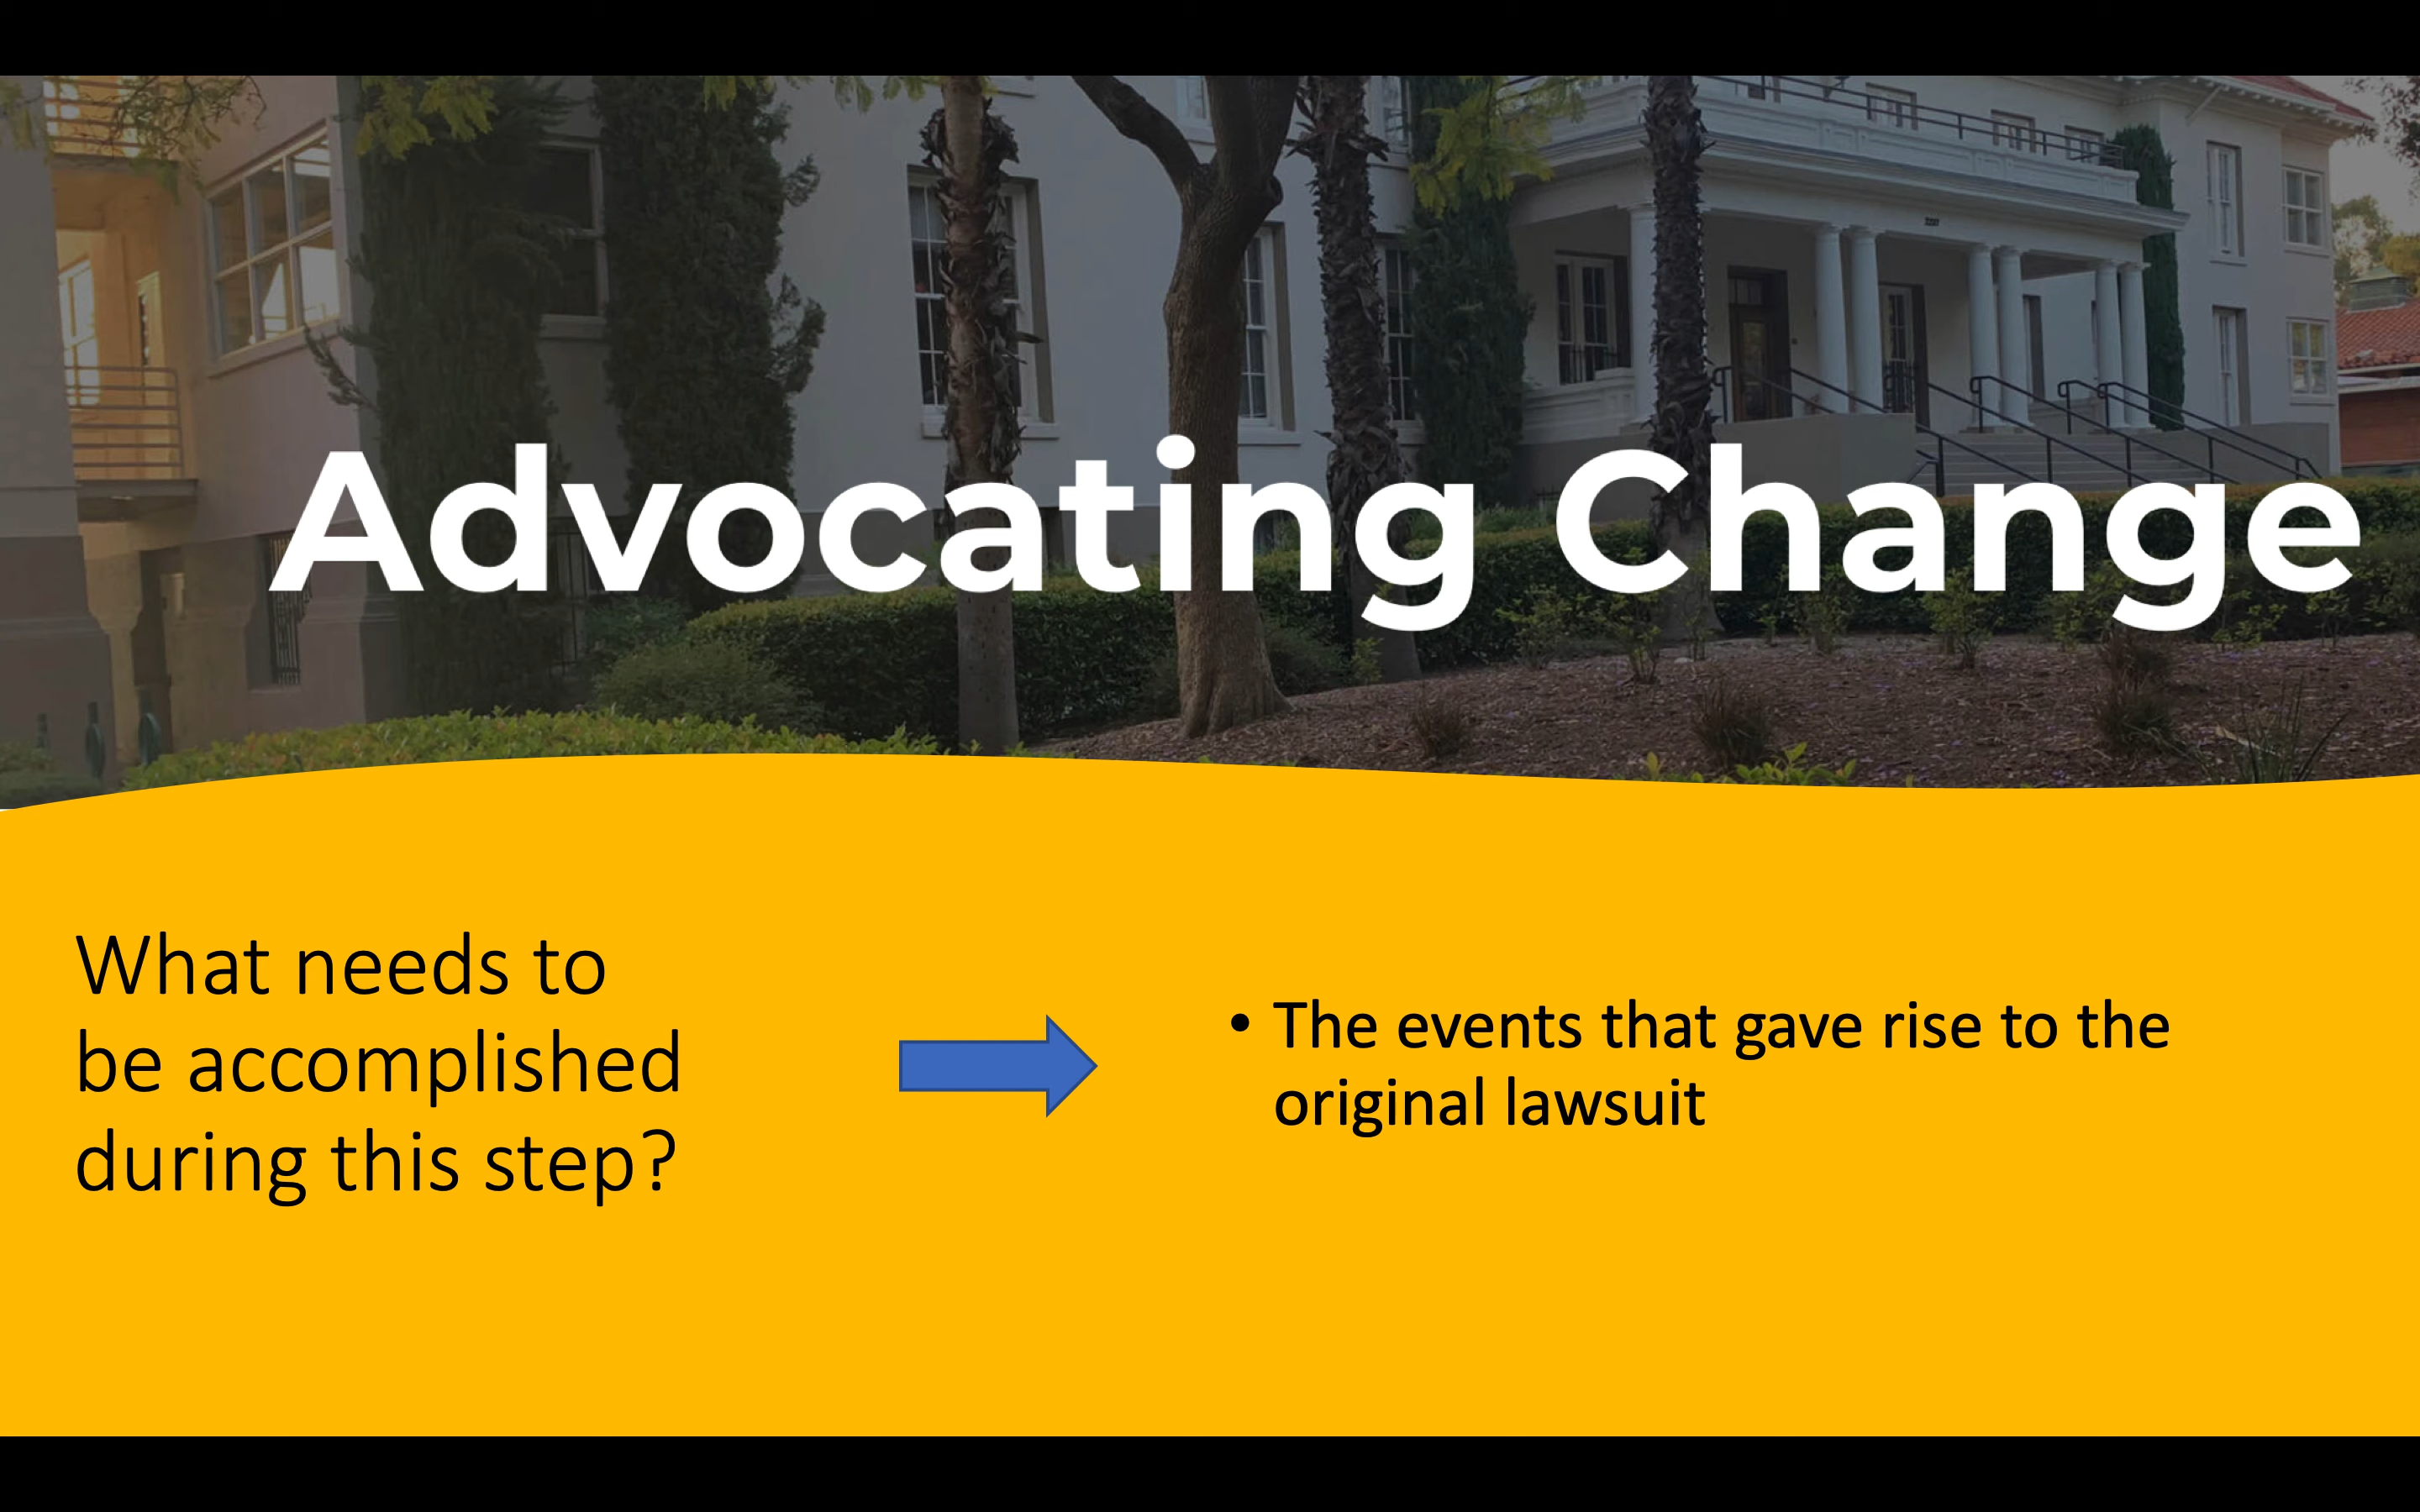 Advocating Change
What needs to
be accomplished
during this step?
• The events that gave rise to the
original lawsuit